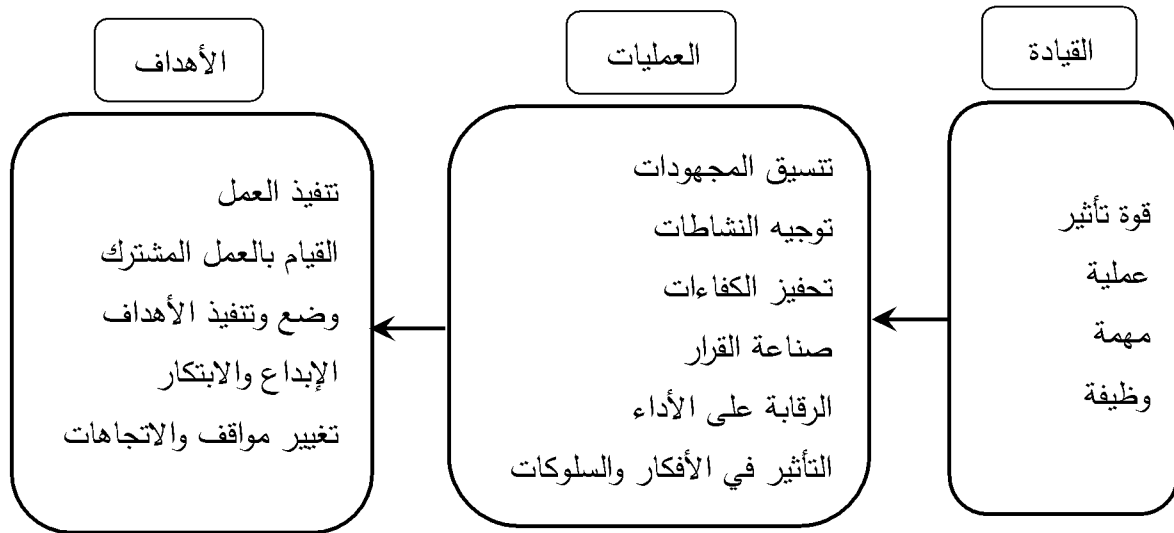 القيادة
قوة تأثير
عملية
مهمة
وظيفة
العمليات
تنسيق المجهودات
توجيه النشاطات
تحفيز الكفاءات
صناعة القرار
الرقابة على الأداء
التأثير في الأفكار والسلوكات
الأهداف
تنفيذ العمل
القيام بالعمل المشترك
وضع وتنفيذ الأهداف
الإبداع والابتكار
تغيير مواقف والاتجاهات